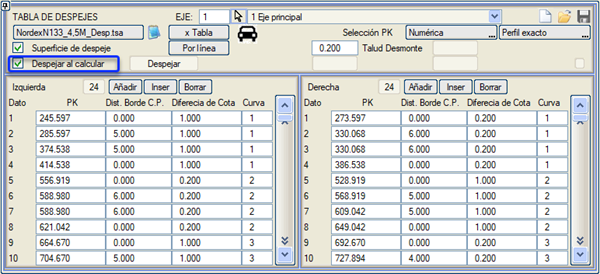 TABLA DE DESPEJES EJE: 1 1 Eje principal
NordexN133_4,5M_Desp.tsa x Tabla Selección PK Numérica ... Perfil exacto ...
Superficie de despeje Por línea 0.200 Talud Desmonte
Despejar al calcular Despejar
Izquierda 24 Añadir Inser Borrar
Dato PK Dist. Borde C.P. Diferecia de Cota Curva
1 245.597 0.000 1.000 1
2 285.597 5.000 1.000 1
3 374.538 5.000 1.000 1
4 414.538 0.000 1.000 1
5 556.919 0.000 0.200 2
6 588.980 6.000 0.200 2
7 588.980 5.000 0.200 2
8 621.042 0.000 0.200 2
9 664.670 0.000 1.000 3
10 704.670 5.000 1.000 3
Derecha 24 Añadir Inser Borrar
Dato PK Dist. Borde C.P. Diferecia de Cota Curva
1 273.597 0.000 0.200 1
2 330.068 6.000 0.200 1
3 330.068 6.000 0.200 1
4 386.538 0.000 0.200 1
5 528.919 0.000 1.000 2
6 568.919 5.000 1.000 2
7 609.042 5.000 1.000 2
8 649.042 0.000 1.000 2
9 692.670 0.000 0.200 3
10 727.894 4.000 0.200 3